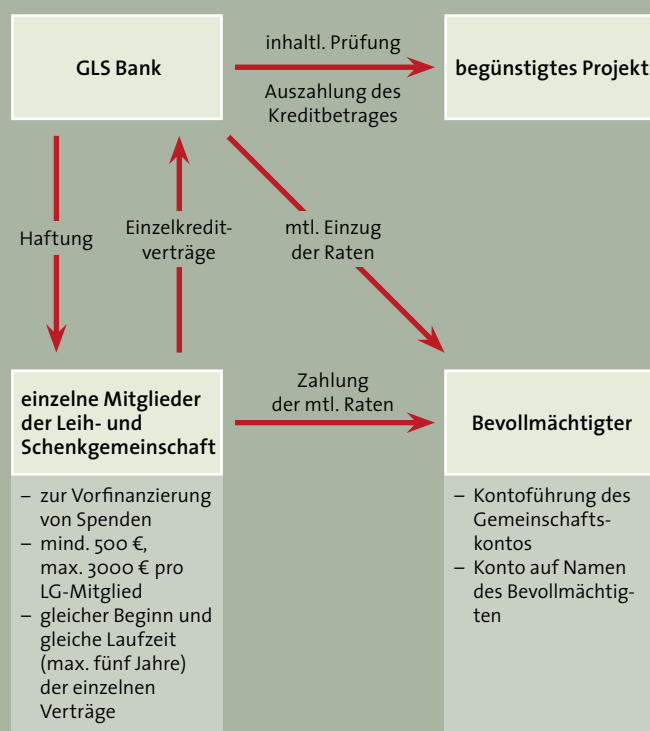 GLS Bank
inhaltl. Prüfung
Auszahlung des
Kreditbetrages
begünstigtes Projekt
Haftung
Einzelkredit-
verträge
mtl. Einzug
der Raten
einzelne Mitglieder
der Leih- und
Schenkgemeinschaft
Zahlung
der mtl. Raten
Bevollmächtigter
– zur Vorfinanzierung
von Spenden
– mind. 500 €,
max. 3000 € pro
LG-Mitglied
– gleicher Beginn und
gleiche Laufzeit
(max. fünf Jahre)
der einzelnen
Verträge
– Kontoführung des
Gemeinschafts-
kontos
– Konto auf Namen
des Bevollmächtig-
ten